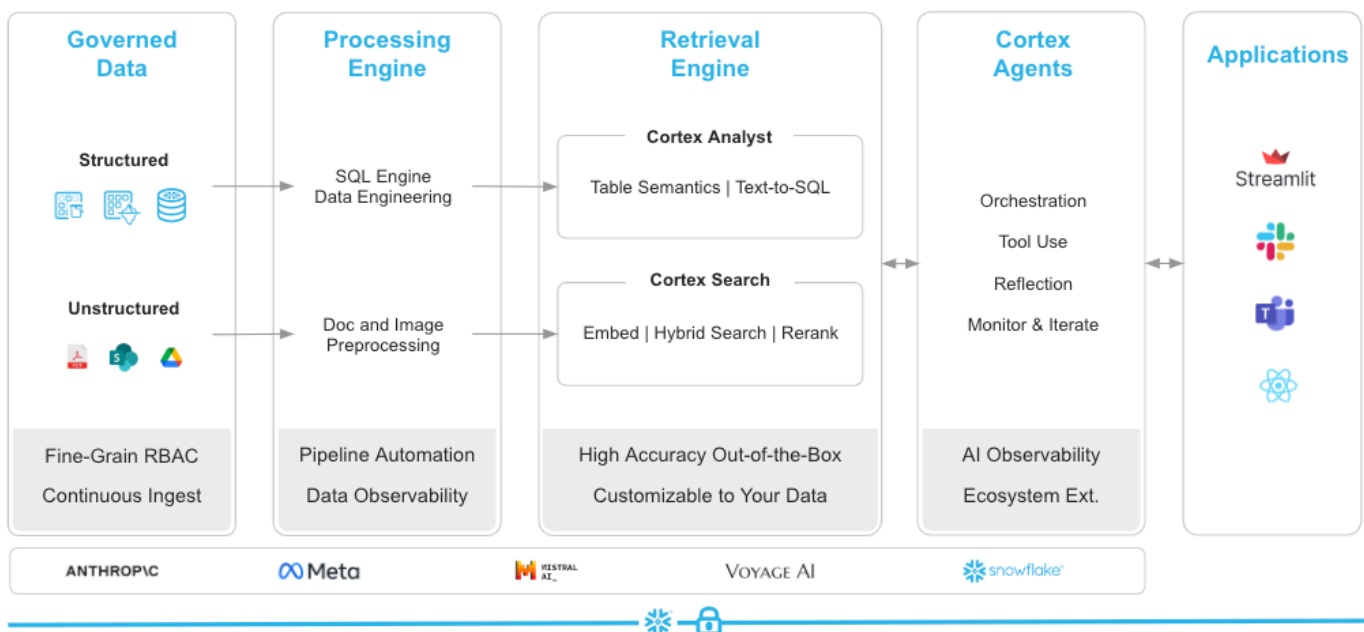 Governed
Data
Structured
Unstructured
PDF
S
Fine-Grain RBAC
Continuous Ingest
Processing
Engine
SQL Engine
Data Engineering
Doc and Image
Preprocessing
Pipeline Automation
Data Observability
Retrieval
Engine
Cortex Analyst
Table Semantics | Text-to-SQL
Cortex Search
Embed | Hybrid Search | Rerank
High Accuracy Out-of-the-Box
Customizable to Your Data
Cortex
Agents
Orchestration
Tool Use
Reflection
Monitor & Iterate
AI Observability
Ecosystem Ext.
Applications
Streamlit
T
ANTHROP\C
Meta
MISTRAL
AI_
VOYAGE AI
snowflake®